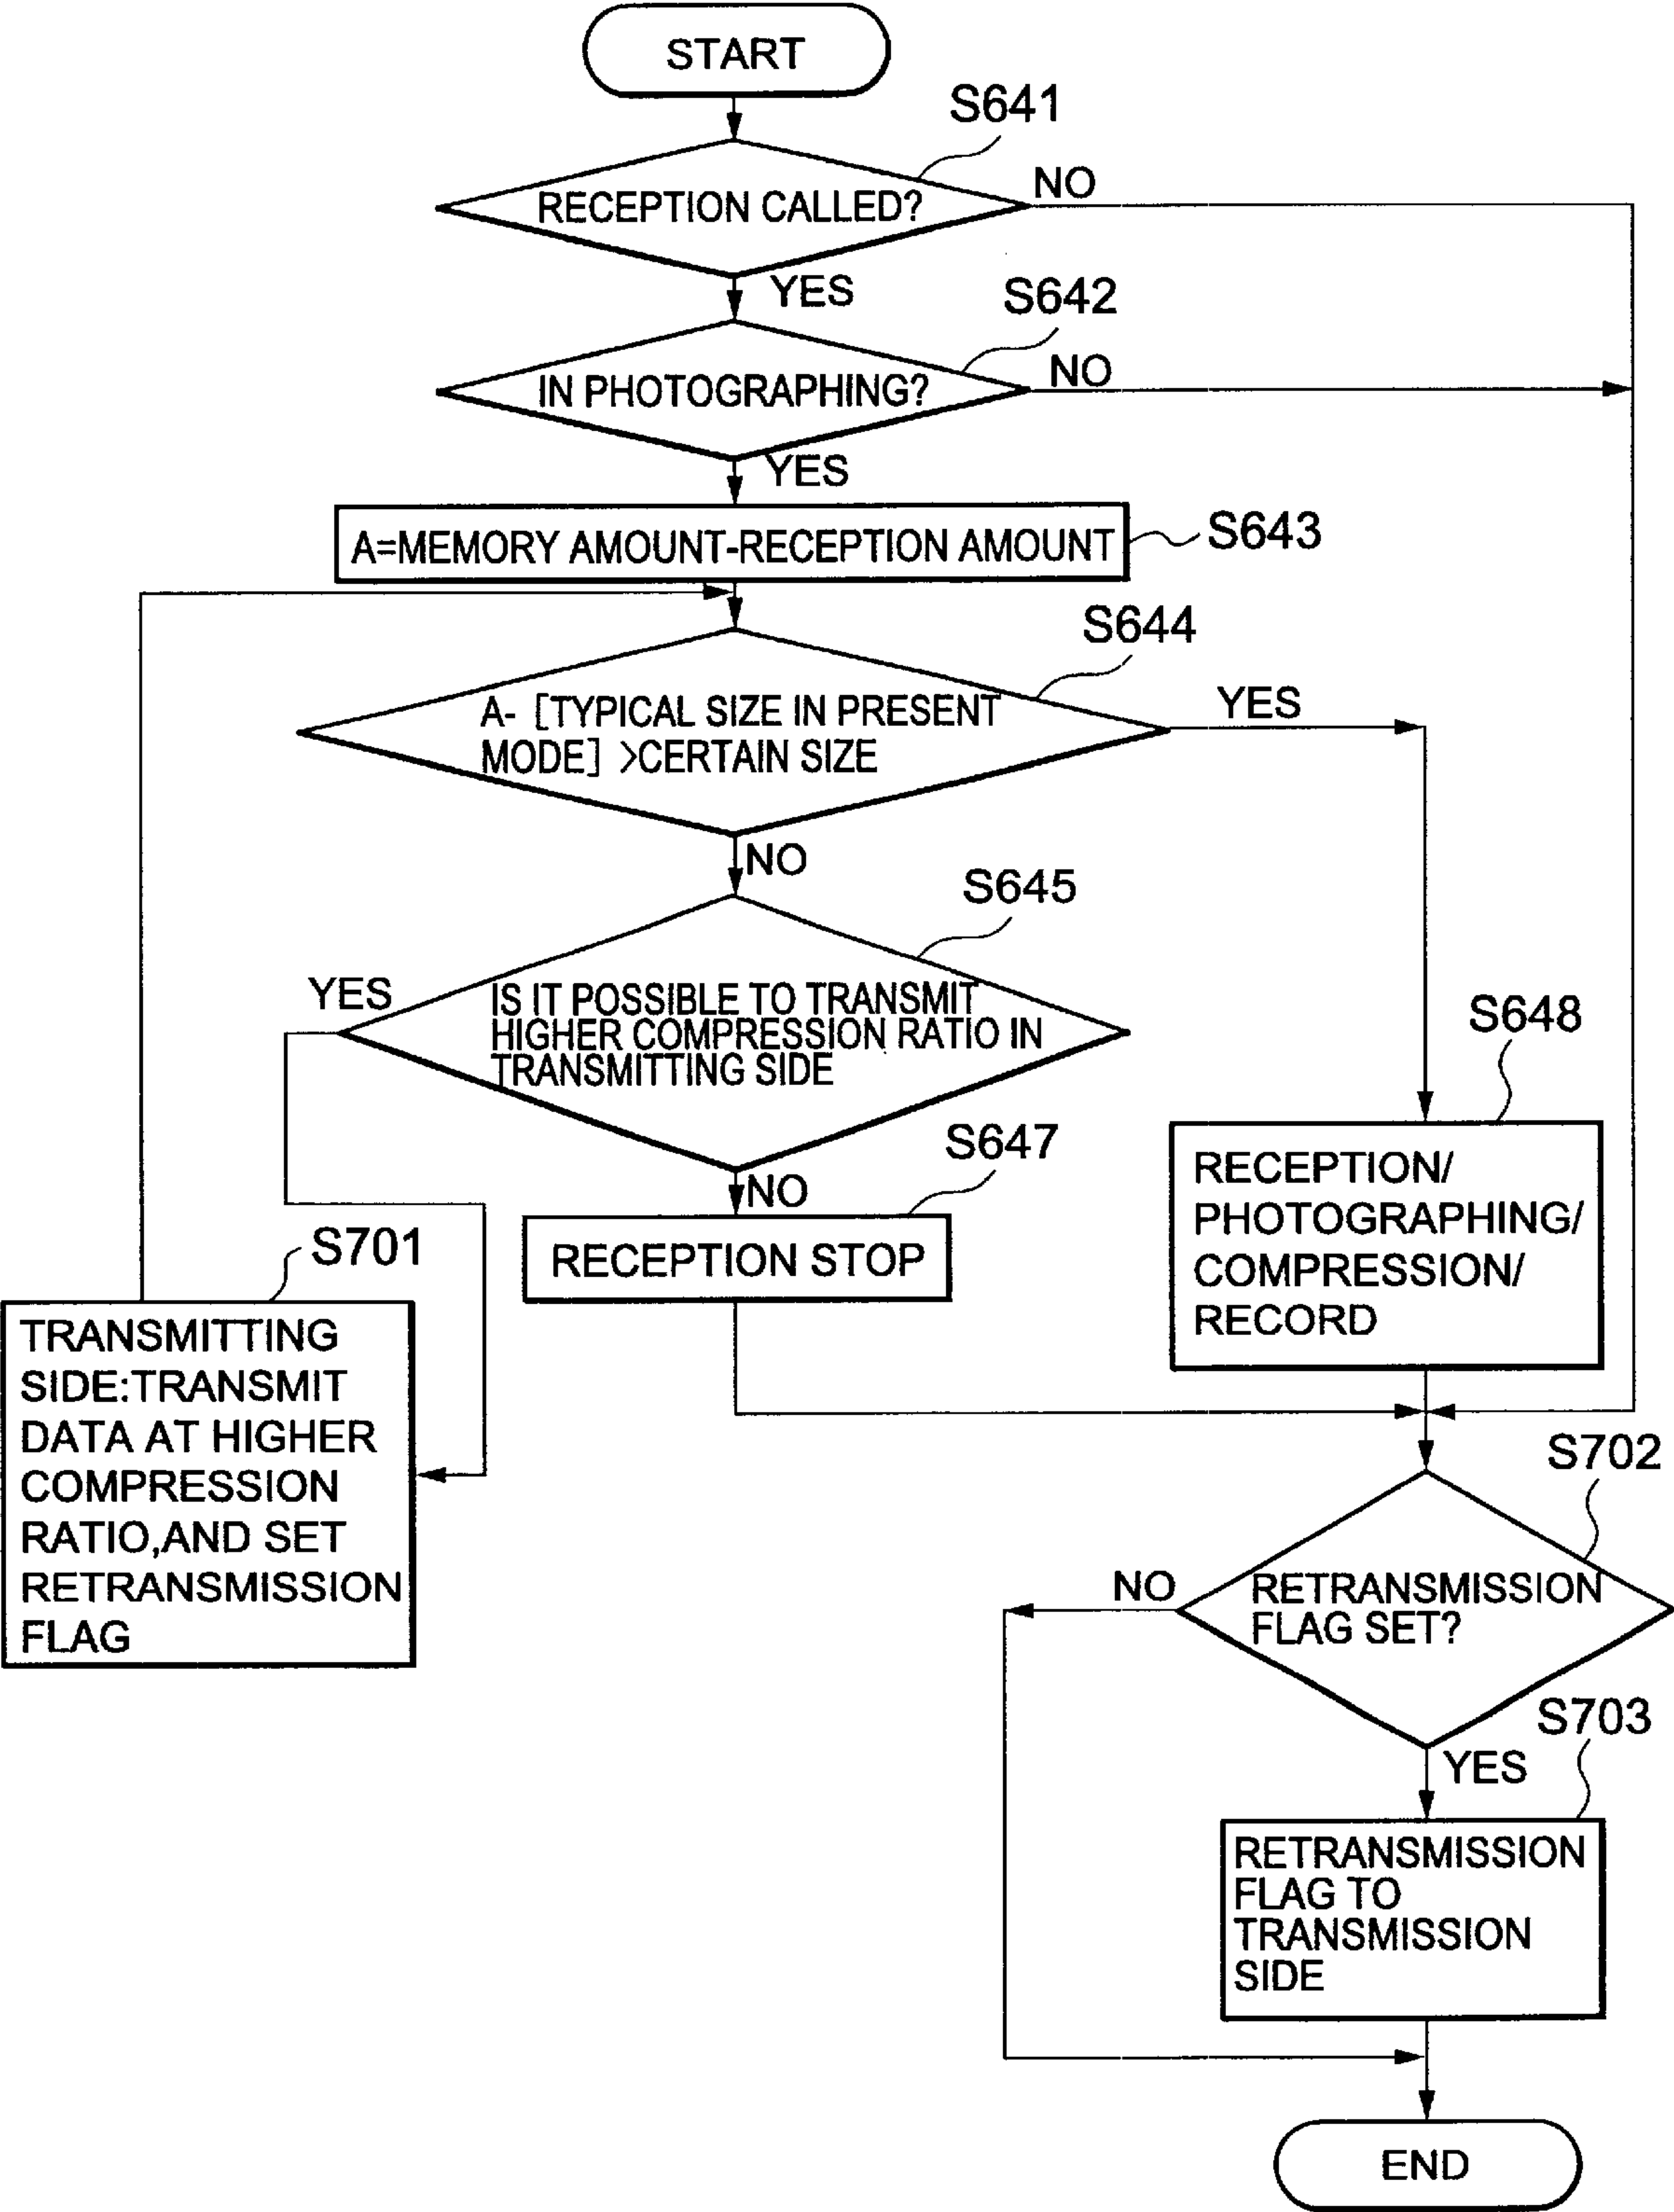 START
S641
RECEPTION CALLED?
NO
YES
S642
IN PHOTOGRAPHING?
NO
YES
A=MEMORY AMOUNT-RECEPTION AMOUNT
S643
S644
A- [TYPICAL SIZE IN PRESENT
MODE] >CERTAIN SIZE
YES
NO
S645
YES
IS IT POSSIBLE TO TRANSMIT
HIGHER COMPRESSION RATIO IN
TRANSMITTING SIDE
S648
S647
NO
RECEPTION STOP
RECEPTION/
PHOTOGRAPHING/
COMPRESSION/
RECORD
S701
TRANSMITTING
SIDE:TRANSMIT
DATA AT HIGHER
COMPRESSION
RATIO,AND SET
RETRANSMISSION
FLAG
S702
NO
RETRANSMISSION
FLAG SET?
S703
YES
RETRANSMISSION
FLAG TO
TRANSMISSION
SIDE
END